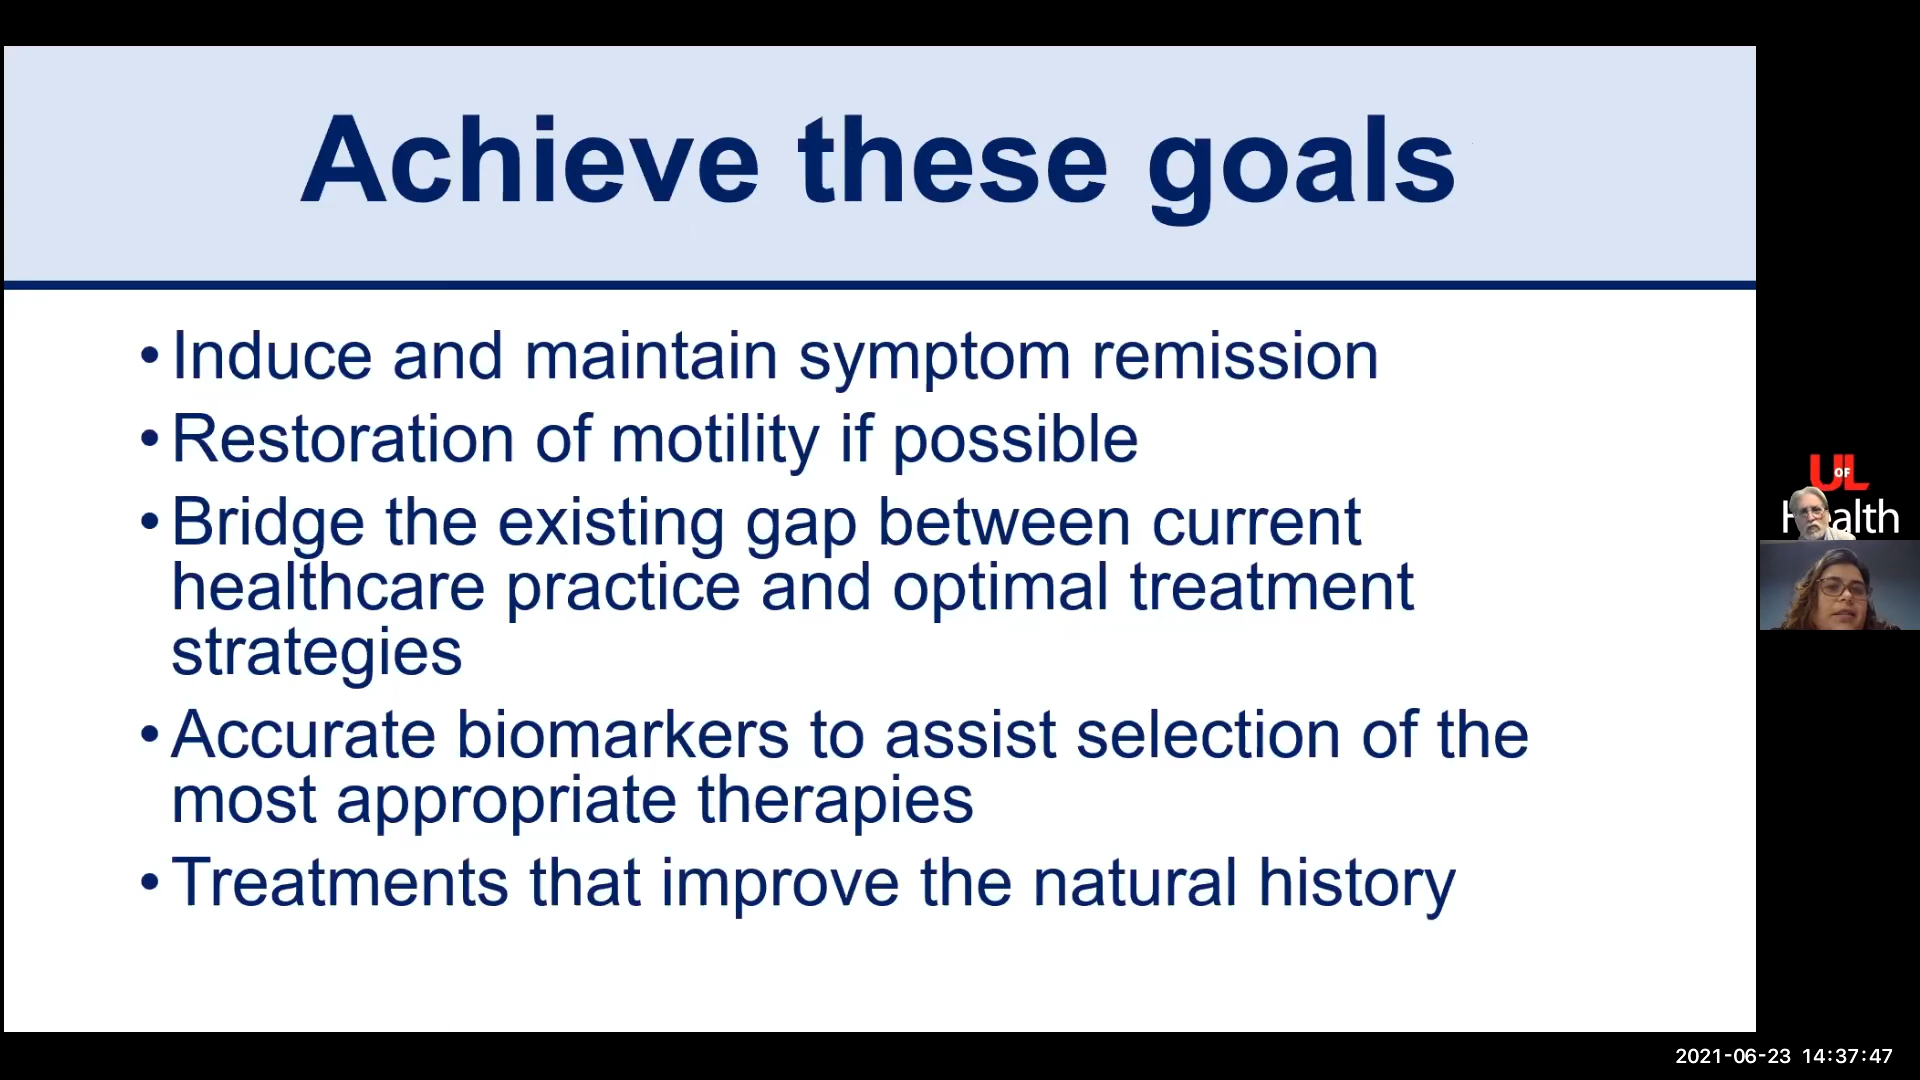 Achieve these goals
• Induce and maintain symptom remission
• Restoration of motility if possible
• Bridge the existing gap between current
healthcare practice and optimal treatment
strategies
• Accurate biomarkers to assist selection of the
most appropriate therapies
• Treatments that improve the natural history
U OF L
H alth
2021-06-23 14:37:47